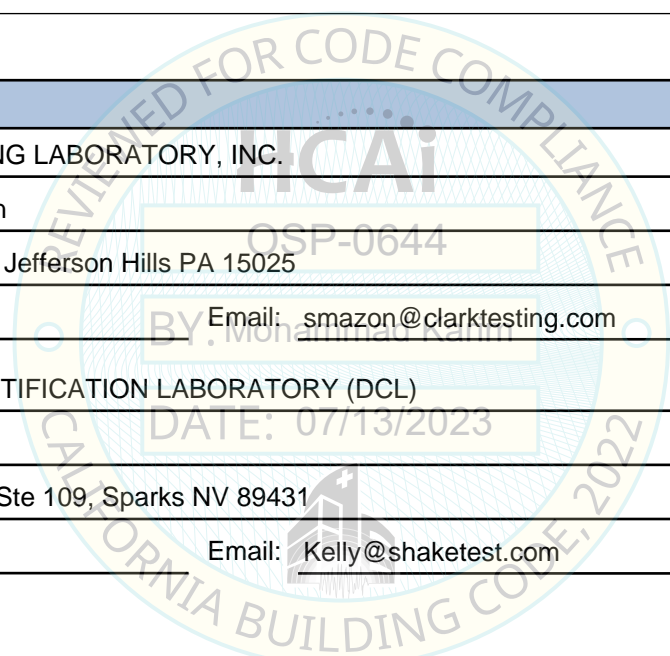 REVIEWED FOR CODE COMPLIANCE
HCAi
NG LABORATORY, INC.
n
OSP-0644
Jefferson Hills PA 15025
Email: smazon@clarktesting.com
BY: Mohammad Karim
TIFICATION LABORATORY (DCL)
DATE: 07/13/2023
Ste 109, Sparks NV 89431
Email: Kelly@shaketest.com
CALIFORNIA BUILDING CODE, 2022